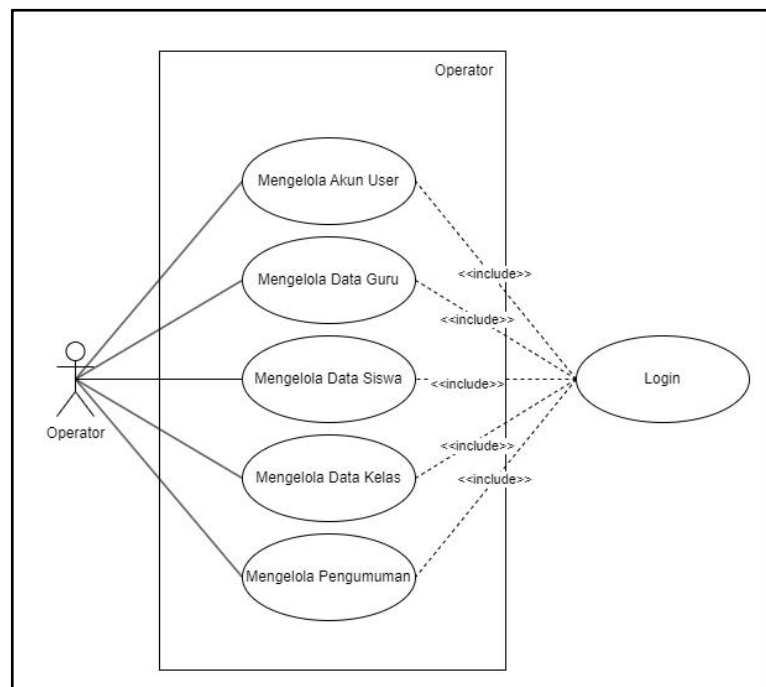 Operator
Mengelola Akun User
<<include>>
Mengelola Data Guru
<<include>>
Mengelola Data Siswa
<<include>>
Login
Operator
<<include>>
Mengelola Data Kelas
<<include>>
Mengelola Pengumuman